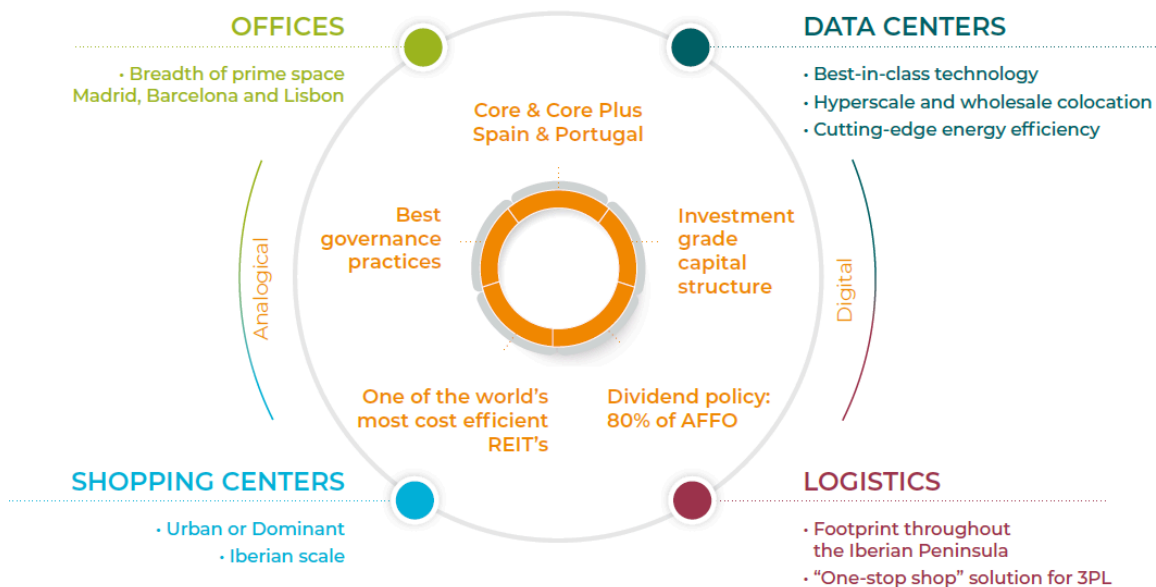 OFFICES
• Breadth of prime space
Madrid, Barcelona and Lisbon
DATA CENTERS
• Best-in-class technology
• Hyperscale and wholesale colocation
• Cutting-edge energy efficiency
Core & Core Plus
Spain & Portugal
Best
governance
practices
Investment
grade
capital
structure
Analogical
Digital
One of the world's
most cost efficient
REIT's
Dividend policy:
80% of AFFO
SHOPPING CENTERS
• Urban or Dominant
• Iberian scale
LOGISTICS
• Footprint throughout
the Iberian Peninsula
• “One-stop shop” solution for 3PL